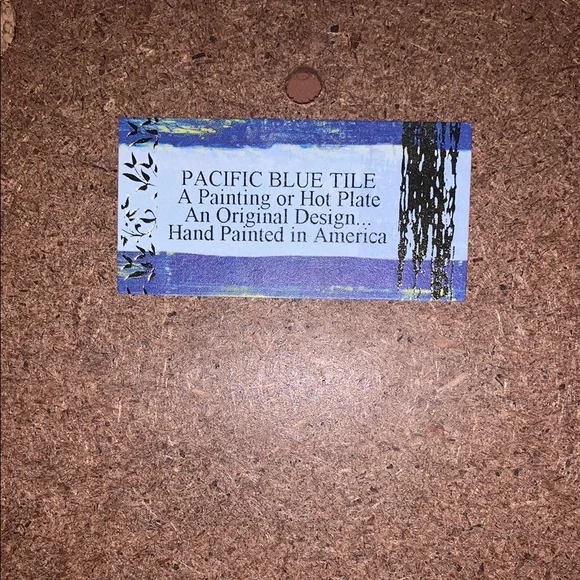 PACIFIC BLUE TILE
A Painting or Hot Plate
An Original Design...
Hand Painted in America